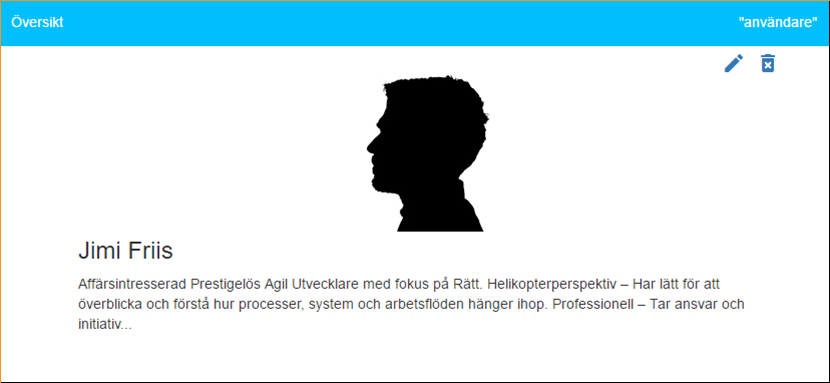 Översikt "användare"
Jimi Friis
Affärsintresserad Prestigelös Agil Utvecklare med fokus på Rätt. Helikopterperspektiv – Har lätt för att
överblicka och förstå hur processer, system och arbetsflöden hänger ihop. Professionell – Tar ansvar och
initiativ...